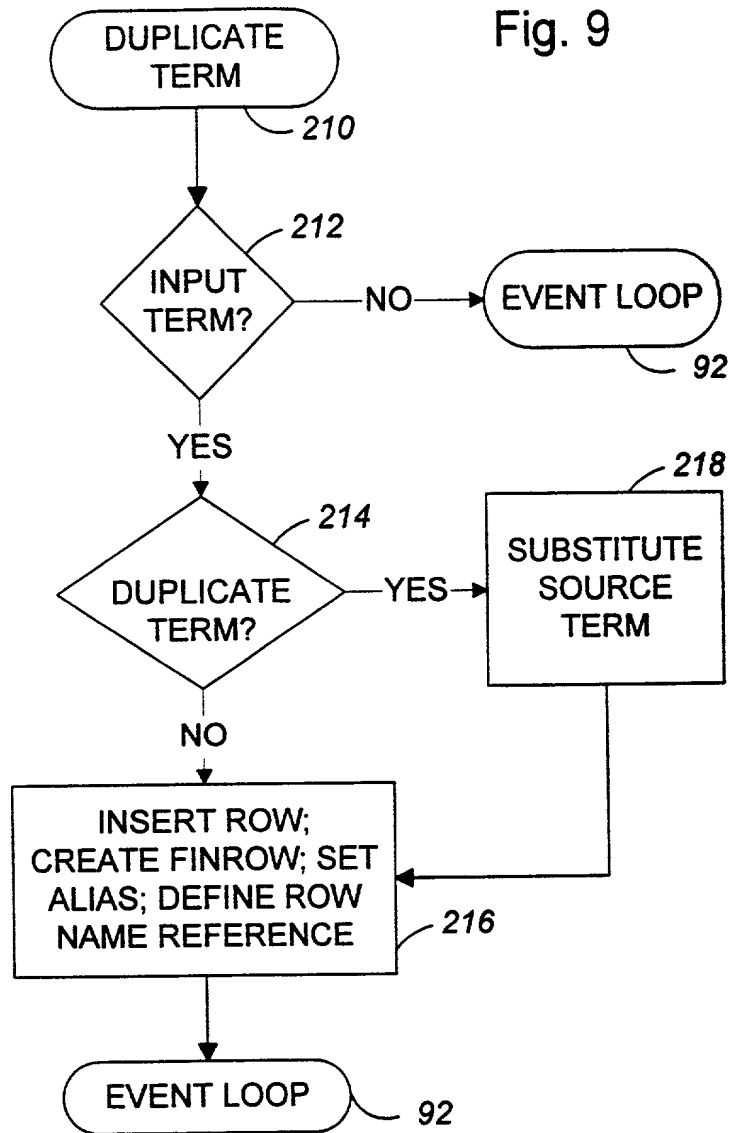 Fig. 9
DUPLICATE
TERM
210
212
INPUT
TERM?
NO
EVENT LOOP
92
YES
214
218
DUPLICATE
TERM?
YES
SUBSTITUTE
SOURCE
TERM
NO
INSERT ROW;
CREATE FINROW; SET
ALIAS; DEFINE ROW
NAME REFERENCE
216
EVENT LOOP
92